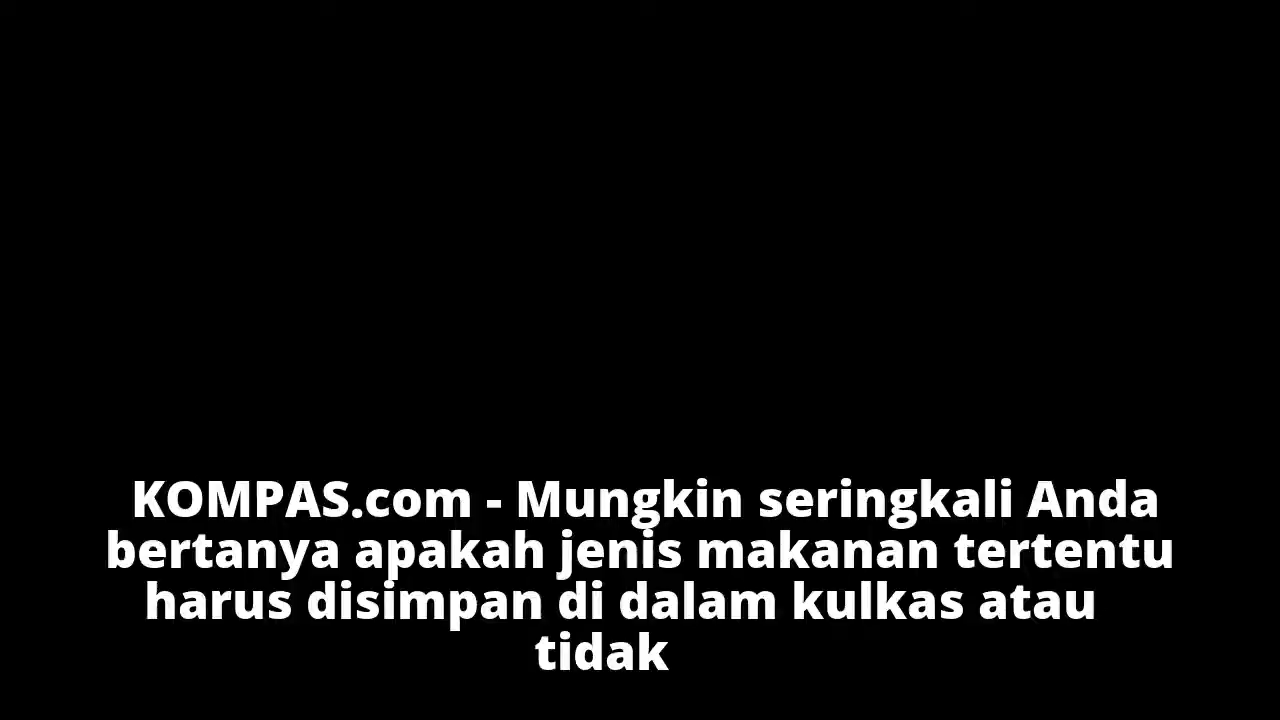 KOMPAS.com - Mungkin seringkali Anda
bertanya apakah jenis makanan tertentu
harus disimpan di dalam kulkas atau
tidak